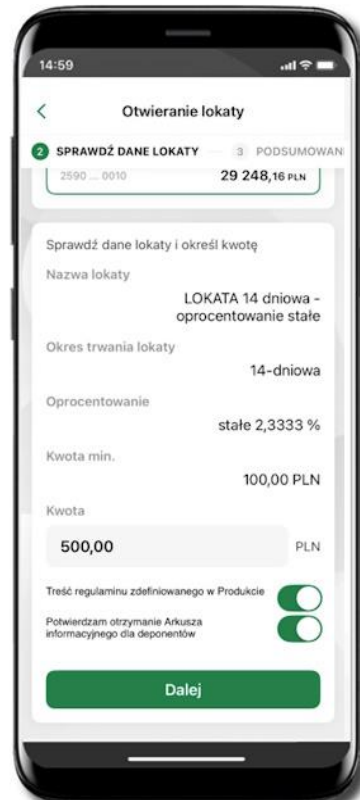 14:59
Otwieranie lokaty
2 SPRAWDŹ DANE LOKATY 3 PODSUMOWANI
2590 ... 0010 29 248,16 PLN
Sprawdź dane lokaty i określ kwotę
Nazwa lokaty
LOKATA 14 dniowa -
oprocentowanie stałe
Okres trwania lokaty
14-dniowa
Oprocentowanie
stałe 2,3333 %
Kwota min.
100,00 PLN
Kwota
500,00 PLN
Treść regulaminu zdefiniowanego w Produkcie
Potwierdzam otrzymanie Arkusza
informacyjnego dla deponentów
Dalej